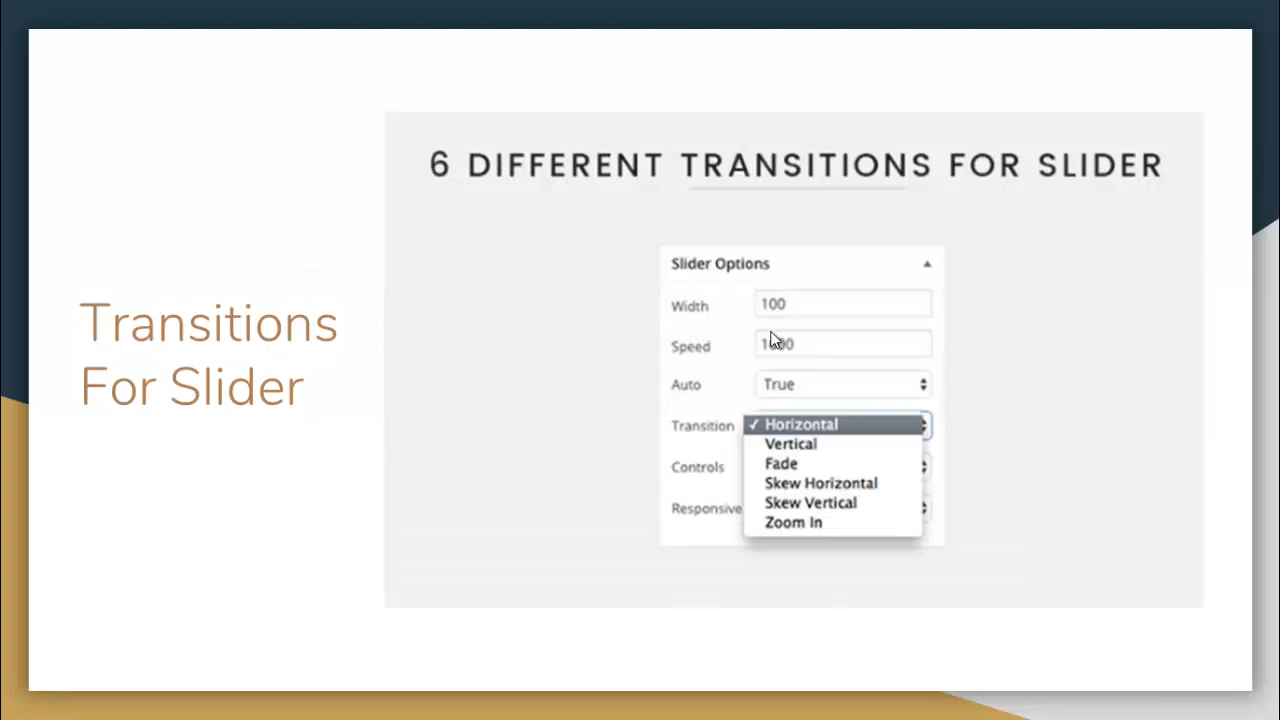 Transitions
For Slider
6 DIFFERENT TRANSITIONS FOR SLIDER
Slider Options
Width 100
Speed
Auto True
Transition ✓ Horizontal
Vertical
Fade
Controls
Skew Horizontal
Skew Vertical
Responsive
Zoom In